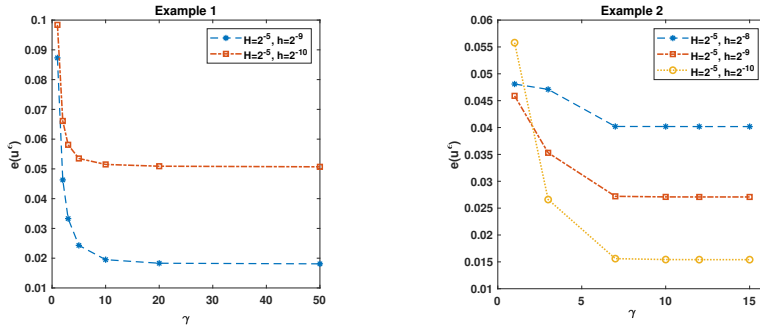 Example 1
0.1
0.09
0.08
0.07
0.06
0.05
0.04
0.03
0.02
0.01
e(u^ε)
0 10 20 30 40 50
γ
H=2^-5, h=2^-9
H=2^-5, h=2^-10
Example 2
0.06
0.055
0.05
0.045
0.04
0.035
0.03
0.025
0.02
0.015
0.01
e(u^ε)
0 5 10 15
γ
H=2^-5, h=2^-8
H=2^-5, h=2^-9
H=2^-5, h=2^-10